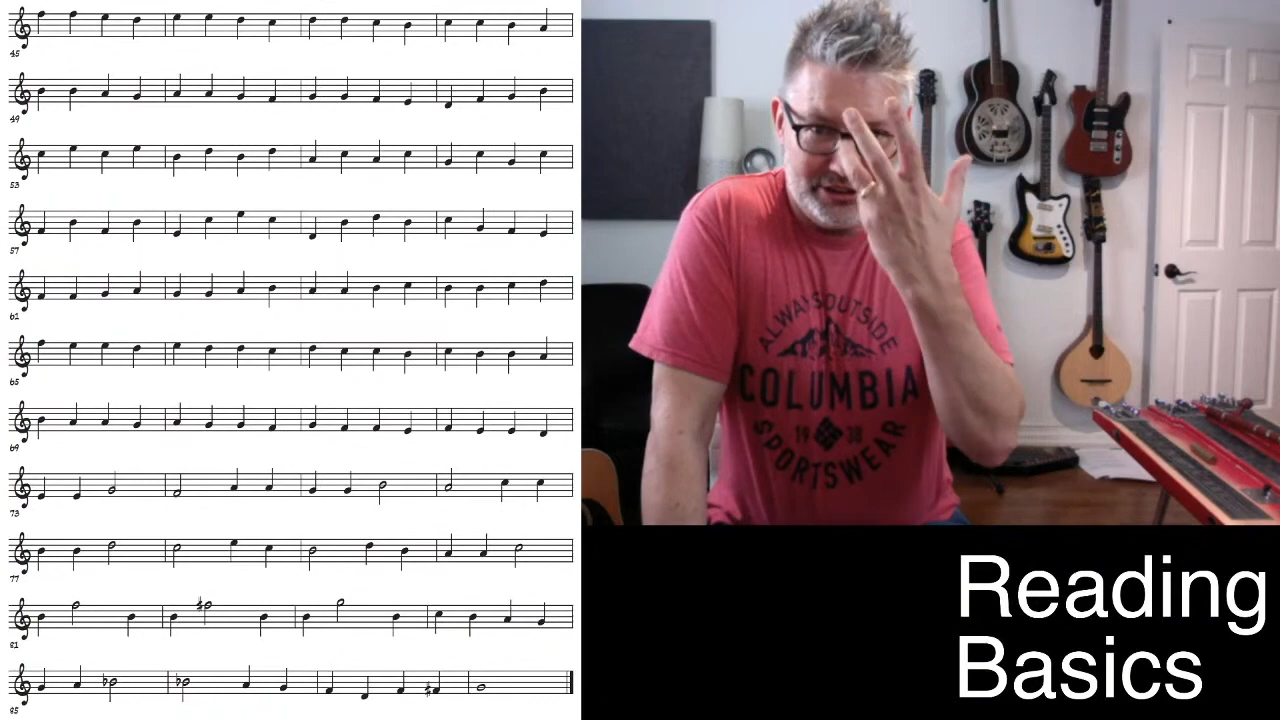 45
49
53
57
61
65
69
73
77
81
85
ALWAYS OUTSIDE
COLUMBIA
19 38
SPORTSWEAR
Reading
Basics